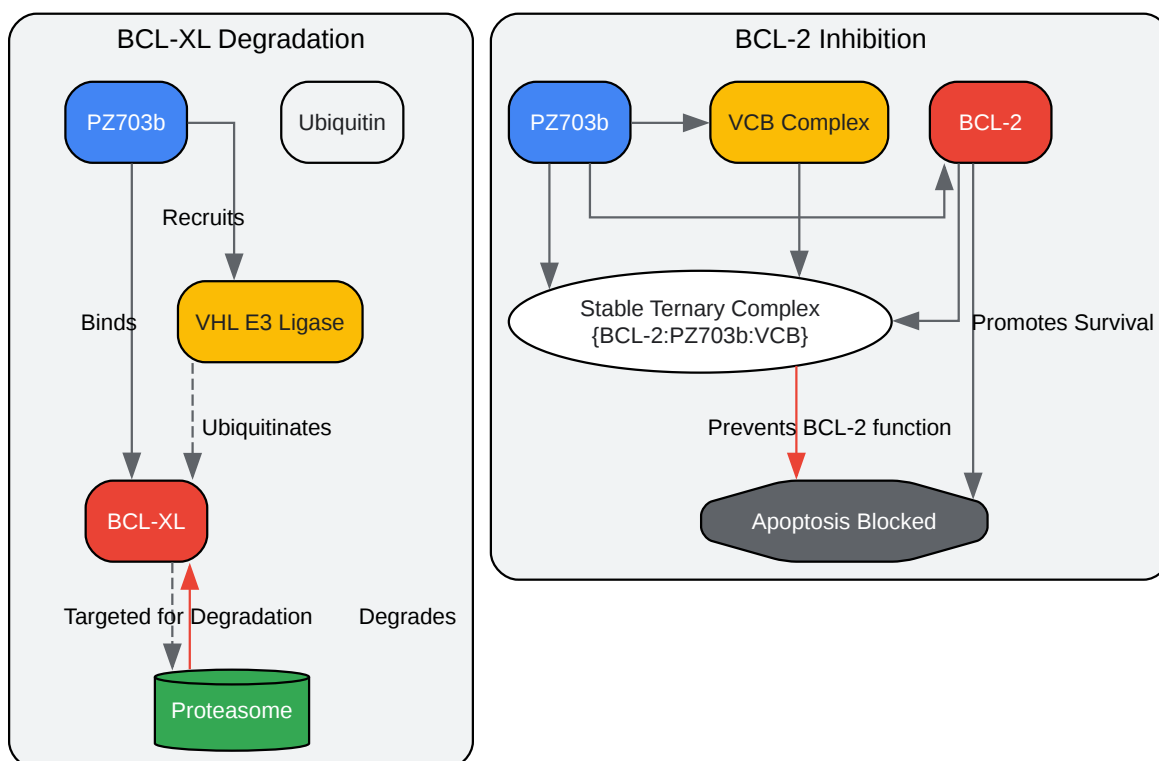 BCL-XL Degradation
PZ703b
Ubiquitin
Recruits
Binds
VHL E3 Ligase
Ubiquitinates
BCL-XL
Targeted for Degradation
Degrades
Proteasome
BCL-2 Inhibition
PZ703b
VCB Complex
BCL-2
Stable Ternary Complex
{BCL-2:PZ703b:VCB}
Promotes Survival
Prevents BCL-2 function
Apoptosis Blocked